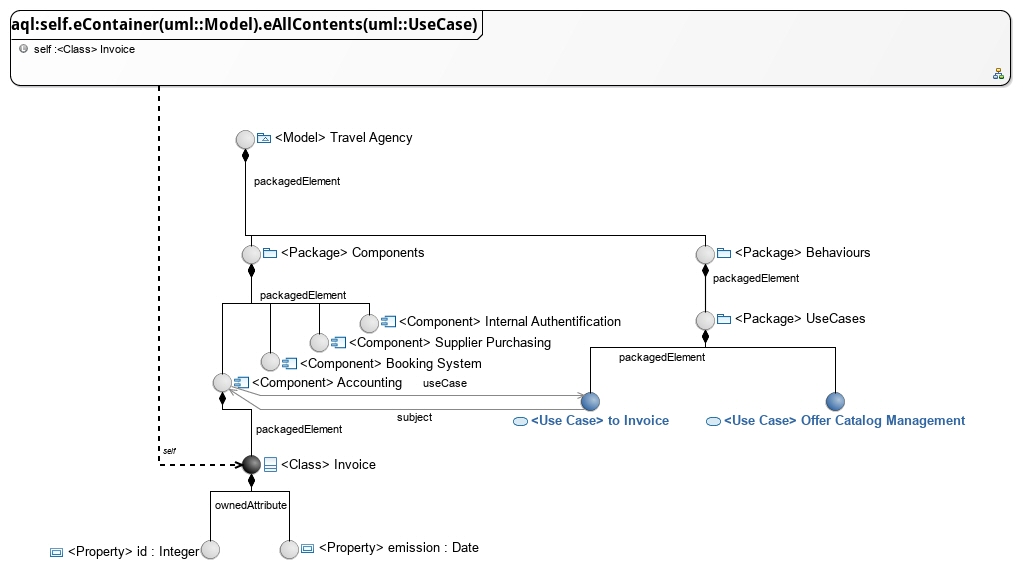 aql:self.eContainer(uml::Model).eAllContents(uml::UseCase)
self :<Class> Invoice
<Model> Travel Agency
packagedElement
<Package> Components
<Package> Behaviours
packagedElement
packagedElement
<Component> Internal Authentification
<Package> UseCases
<Component> Supplier Purchasing
packagedElement
<Component> Booking System
<Component> Accounting
useCase
subject
<Use Case> to Invoice
<Use Case> Offer Catalog Management
packagedElement
self
<Class> Invoice
ownedAttribute
<Property> id : Integer
<Property> emission : Date